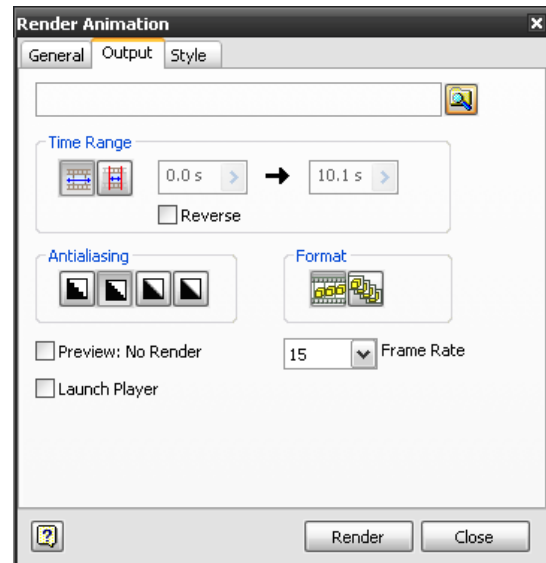 Render Animation
General Output Style
Time Range
0.0 s 10.1 s
Reverse
Antialiasing Format
Preview: No Render 15 Frame Rate
Launch Player
Render Close